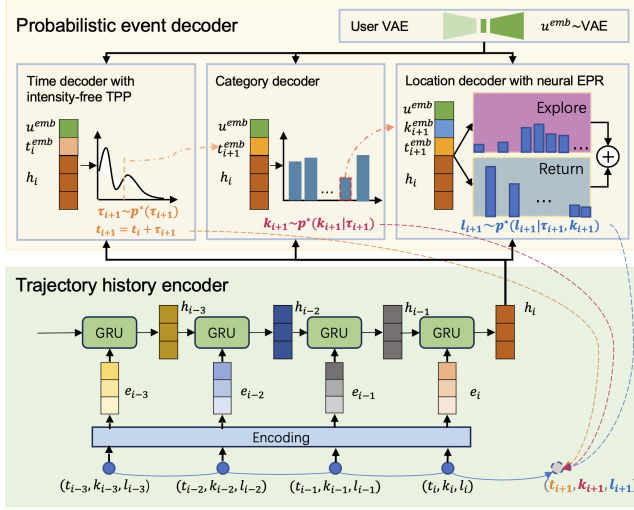 Probabilistic event decoder
User VAE
u^{emb}~VAE
Time decoder with
intensity-free TPP
u^{emb}
t_i^{emb}
h_i
τ_{i+1}~p^*(τ_{i+1})
t_{i+1} = t_i + τ_{i+1}
Category decoder
u^{emb}
t_{i+1}^{emb}
h_i
...
k_{i+1}~p^*(k_{i+1}|τ_{i+1})
Location decoder with neural EPR
u^{emb}
k_{i+1}^{emb}
t_{i+1}^{emb}
h_i
Explore
...
Return
...
+
l_{i+1}~p^*(l_{i+1}|τ_{i+1}, k_{i+1})
Trajectory history encoder
h_{i-3}
h_{i-2}
h_{i-1}
h_i
GRU
GRU
GRU
GRU
e_{i-3}
e_{i-2}
e_{i-1}
e_i
Encoding
(t_{i-3}, k_{i-3}, l_{i-3})
(t_{i-2}, k_{i-2}, l_{i-2})
(t_{i-1}, k_{i-1}, l_{i-1})
(t_i, k_i, l_i)
(t_{i+1}, k_{i+1}, l_{i+1})